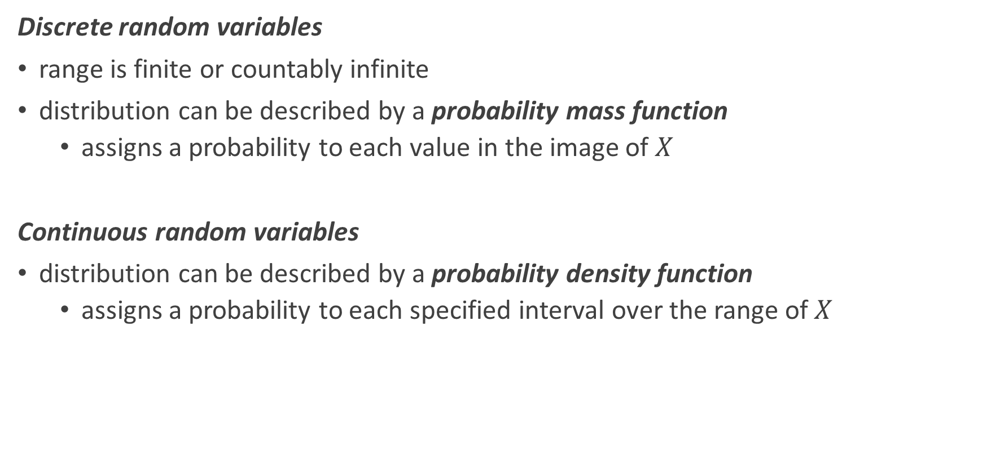 Discrete random variables
• range is finite or countably infinite
• distribution can be described by a probability mass function
• assigns a probability to each value in the image of X
Continuous random variables
• distribution can be described by a probability density function
• assigns a probability to each specified interval over the range of X